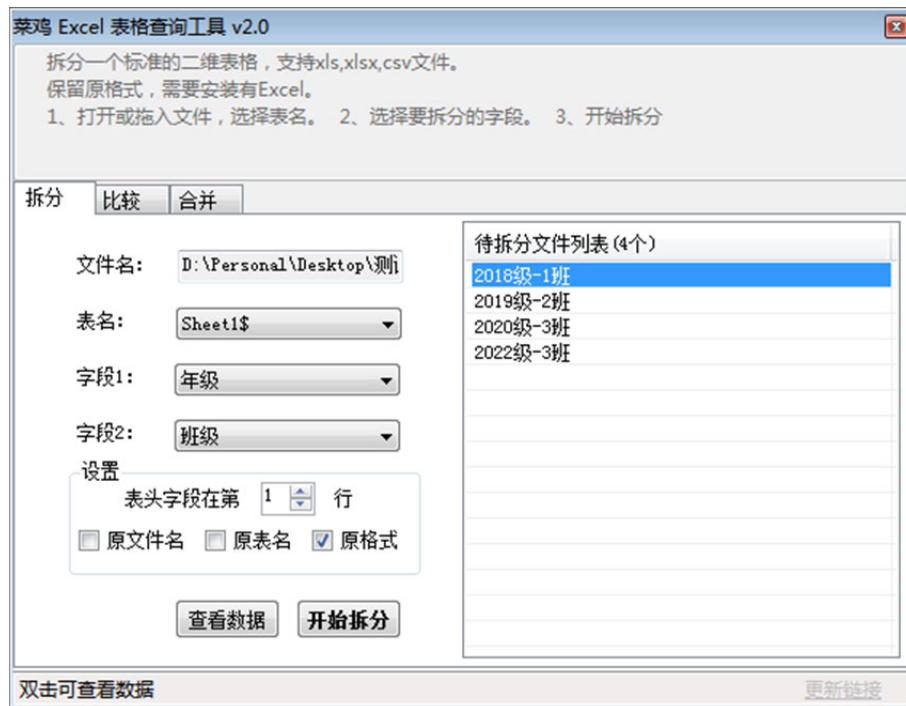 菜鸡 Excel 表格查询工具 v2.0
拆分一个标准的二维表格，支持xls,xlsx,csv文件。
保留原格式，需要安装有Excel。
1、打开或拖入文件，选择表名。 2、选择要拆分的字段。 3、开始拆分
拆分 比较 合并
文件名: D:\Personal\Desktop\测
表名: Sheet1$
字段1: 年级
字段2: 班级
设置
表头字段在第 1 行
原文件名 原表名 原格式
查看数据 开始拆分
待拆分文件列表(4个)
2018级-1班
2019级-2班
2020级-3班
2022级-3班
双击可查看数据 更新链接